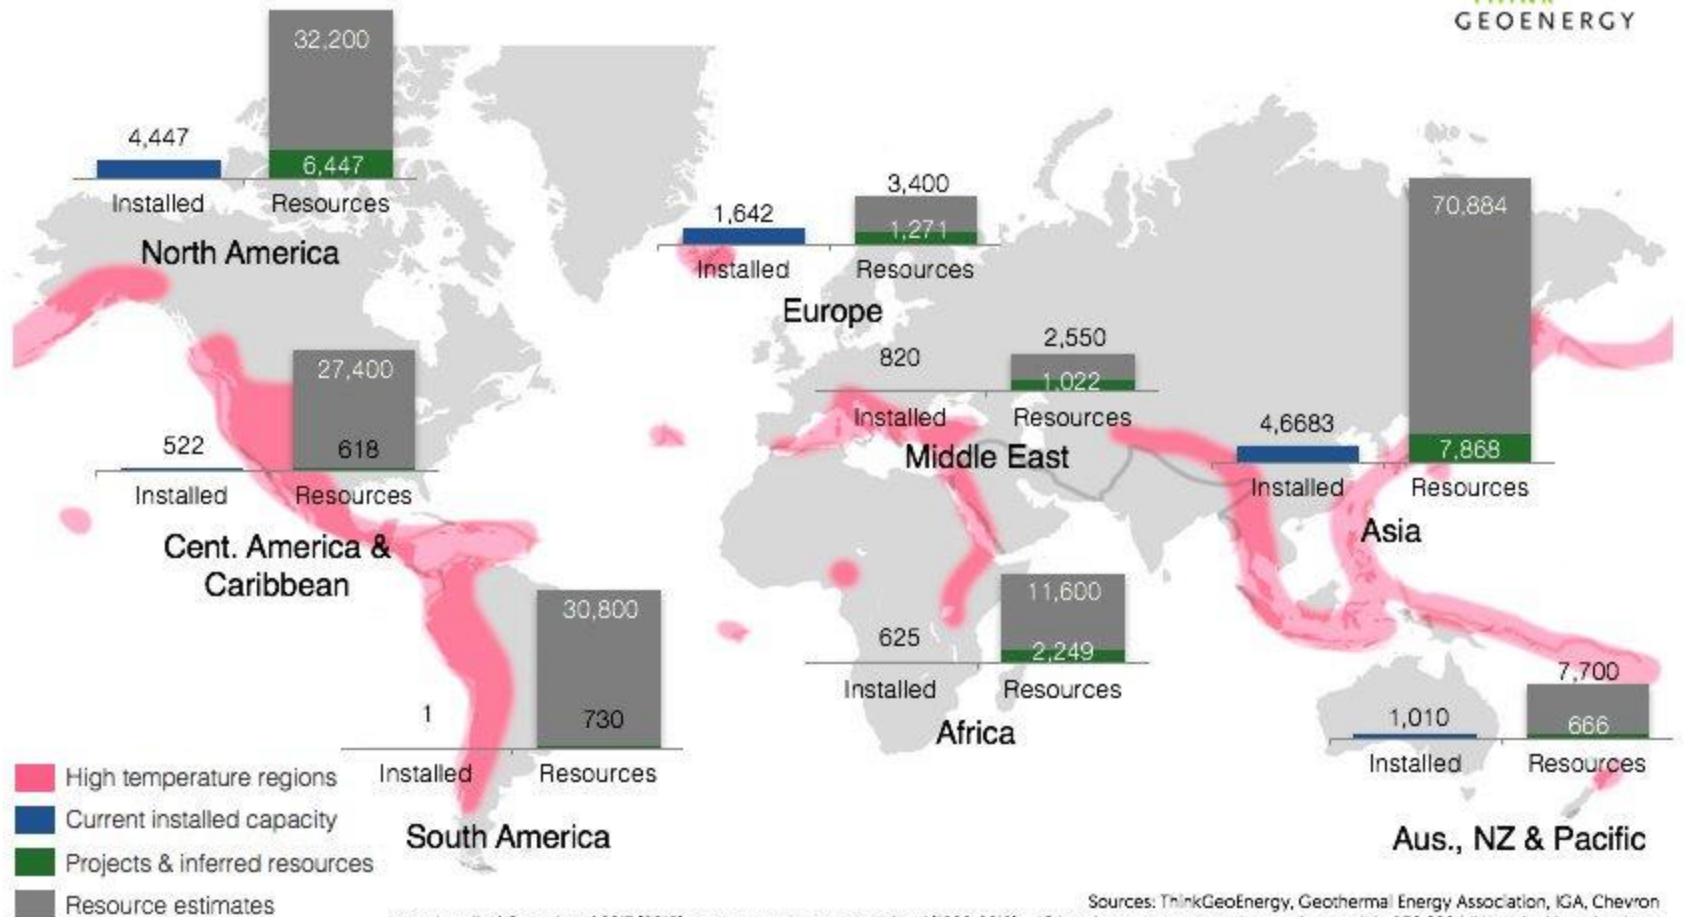 GEOENERGY
32,200
4,447
6,447
Installed
Resources
North America
3,400
1,642
1,271
Installed
Resources
Europe
70,884
4,6683
7,868
Installed
Resources
Asia
27,400
522
618
Installed
Resources
Cent. America &
Caribbean
2,550
820
1,022
Installed
Resources
Middle East
11,600
625
2,249
Installed
Resources
Africa
30,800
1
730
Installed
Resources
South America
7,700
1,010
666
Installed
Resources
Aus., NZ & Pacific
High temperature regions
Current installed capacity
Projects & inferred resources
Resource estimates
Sources: ThinkGeoEnergy, Geothermal Energy Association, IGA, Chevron